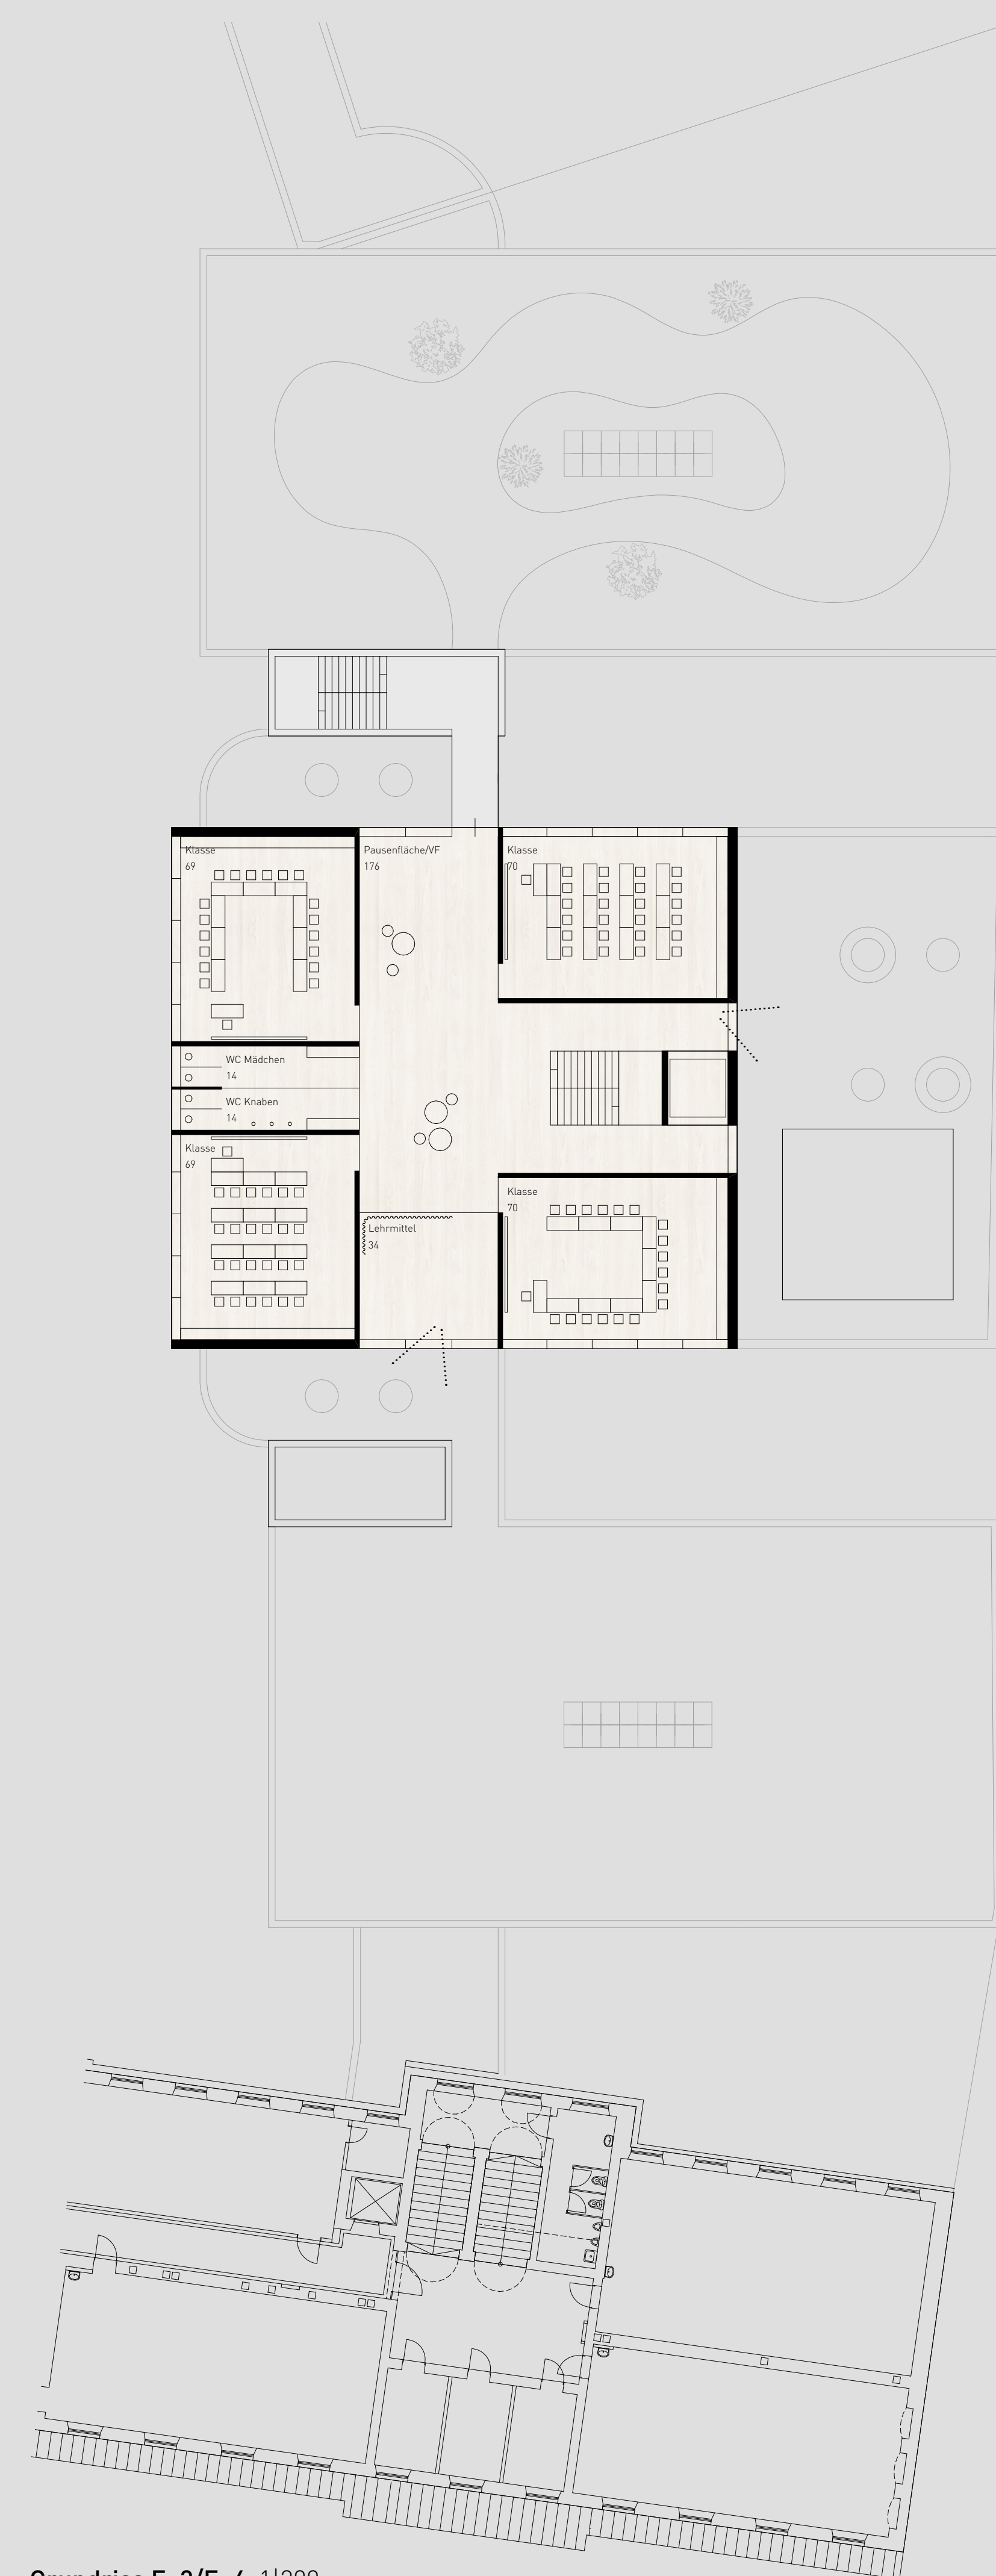 Klasse
69
Pausenfläche/VF
176
Klasse
70
WC Mädchen
14
WC Knaben
14
Klasse
69
Lehrmittel
34
Klasse
70